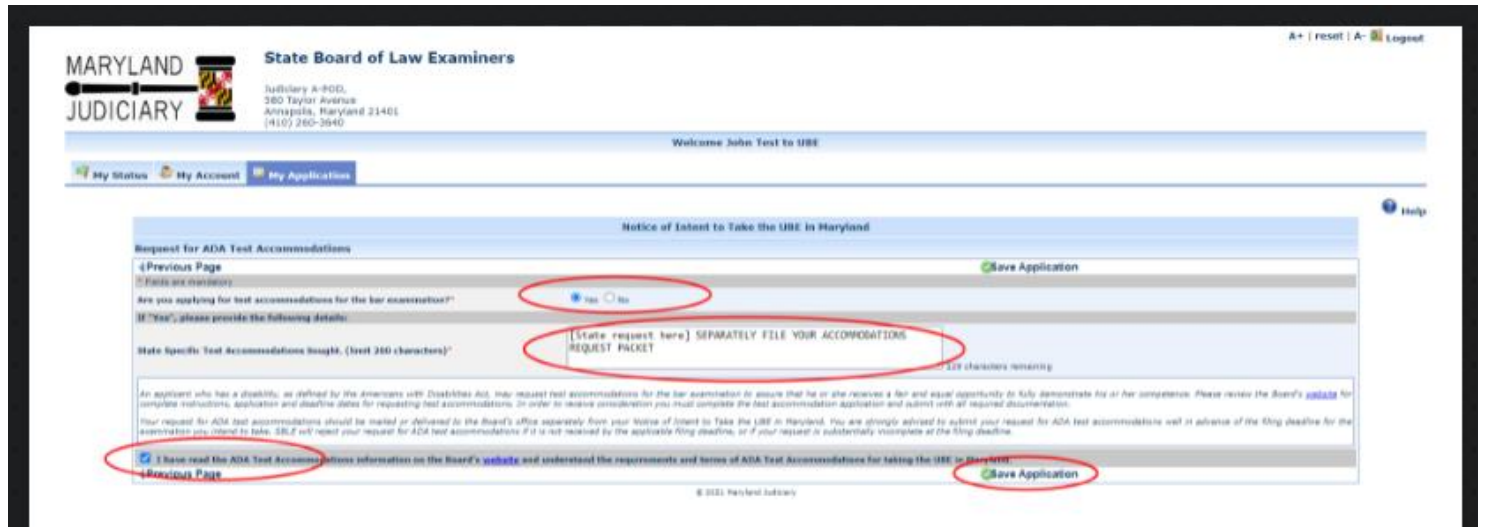 A+ | reset | A- Logout
MARYLAND
JUDICIARY
State Board of Law Examiners
Judiciary A-POD,
580 Taylor Avenue
Annapolis, Maryland 21401
(410) 260-3640
Welcome John Test to UBE
My Status My Account My Application
Help
Notice of Intent to Take the UBE in Maryland
Request for ADA Test Accommodations
Previous Page Save Application
* Fields are mandatory
Are you applying for test accommodations for the bar examination?* Yes No
If "Yes", please provide the following details:
State Specific Test Accommodations Sought. (limit 200 characters)*
[State request here] SEPARATELY FILE YOUR ACCOMMODATIONS
REQUEST PACKET
characters remaining
An applicant who has a disability, as defined by the Americans with Disabilities Act, may request test accommodations for the bar examination to assure that he or she receives a fair and equal opportunity to fully demonstrate his or her competence. Please review the Board's website for
complete instructions, application and deadline dates for requesting test accommodations. In order to receive consideration you must complete the test accommodation application and submit with all required documentation.
Your request for ADA test accommodations should be mailed or delivered to the Board's office separately from your Notice of Intent to Take the UBE in Maryland. You are strongly advised to submit your request for ADA test accommodations well in advance of the filing deadline for the
examination you intend to take. SBLE will reject your request for ADA test accommodations if it is not received by the applicable filing deadline, or if your request is substantially incomplete at the filing deadline.
I have read the ADA Test Accommodations information on the Board's website and understand the requirements and terms of ADA Test Accommodations for taking the UBE in Maryland.
Previous Page Save Application
© 2021 Maryland Judiciary